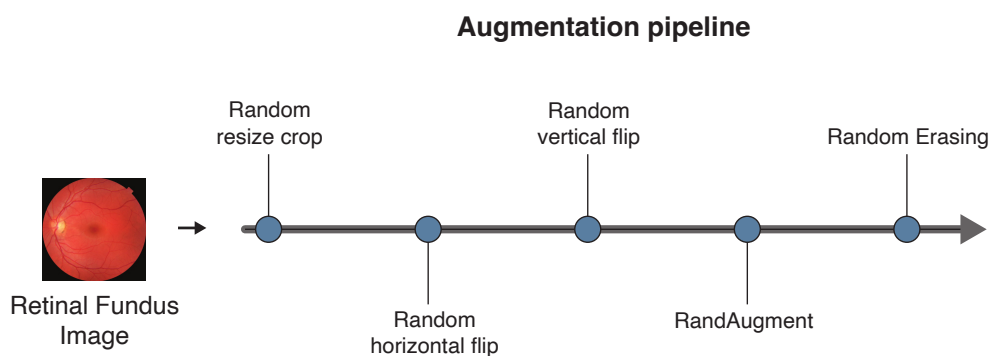 Augmentation pipeline
Random
resize crop
Random
vertical flip
Random Erasing
Retinal Fundus
Image
Random
horizontal flip
RandAugment